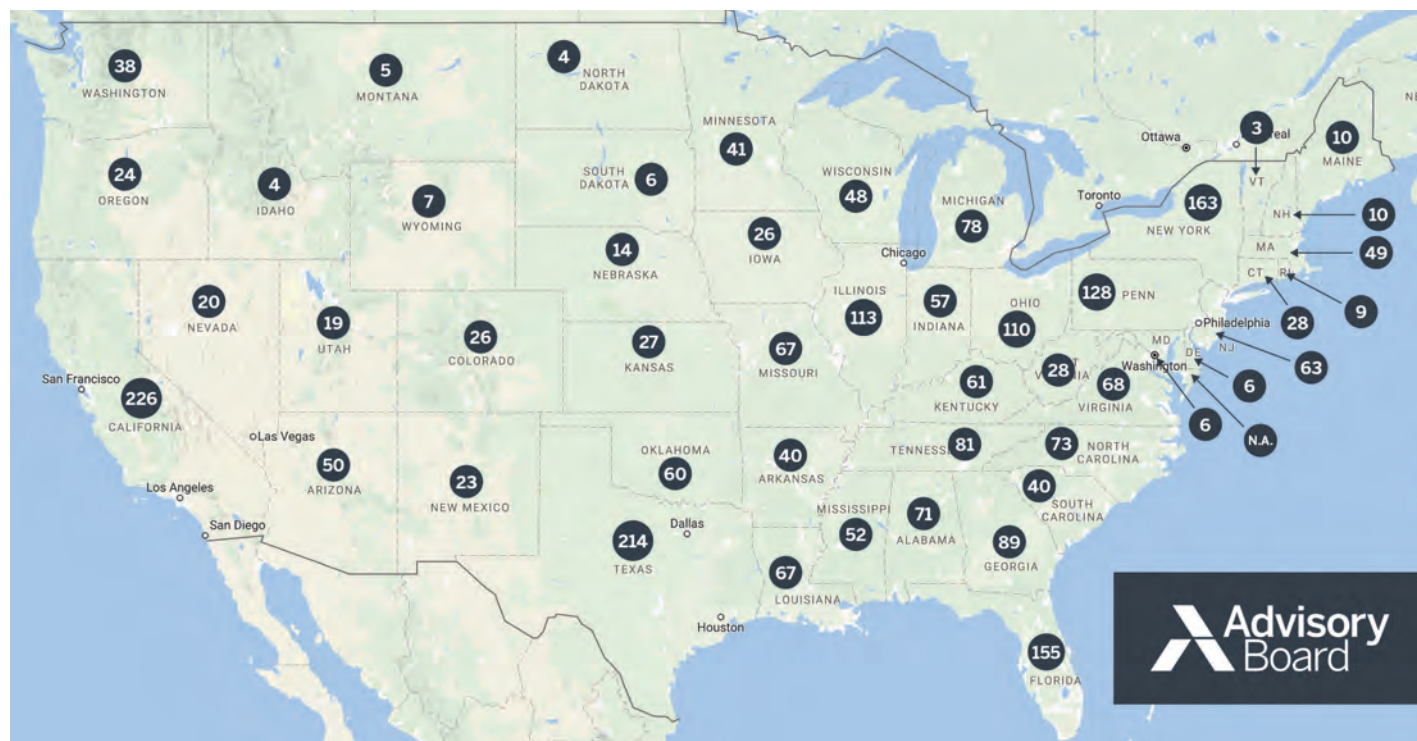 38
WASHINGTON
5
MONTANA
4
NORTH
DAKOTA
MINNESOTA
41
3
Ottawa
10
MAINE
24
OREGON
4
IDAHO
SOUTH
DAKOTA
6
WISCONSIN
48
VT
7
WYOMING
MICHIGAN
78
Toronto
163
NEW YORK
NH
10
14
NEBRASKA
26
IOWA
Chicago
MA
49
CT
RI
9
28
20
NEVADA
19
UTAH
26
COLORADO
27
KANSAS
67
MISSOURI
ILLINOIS
113
57
INDIANA
OHIO
110
128
PENN
Philadelphia
MD
NJ
63
DE
6
Washington
6
N.A.
28
68
VIRGINIA
61
KENTUCKY
San Francisco
226
CALIFORNIA
Las Vegas
50
ARIZONA
Los Angeles
San Diego
23
NEW MEXICO
OKLAHOMA
60
40
ARKANSAS
81
73
NORTH
CAROLINA
40
SOUTH
CAROLINA
MISSISSIPPI
52
71
ALABAMA
89
GEORGIA
Dallas
214
TEXAS
67
LOUISIANA
Houston
155
FLORIDA
Advisory
Board